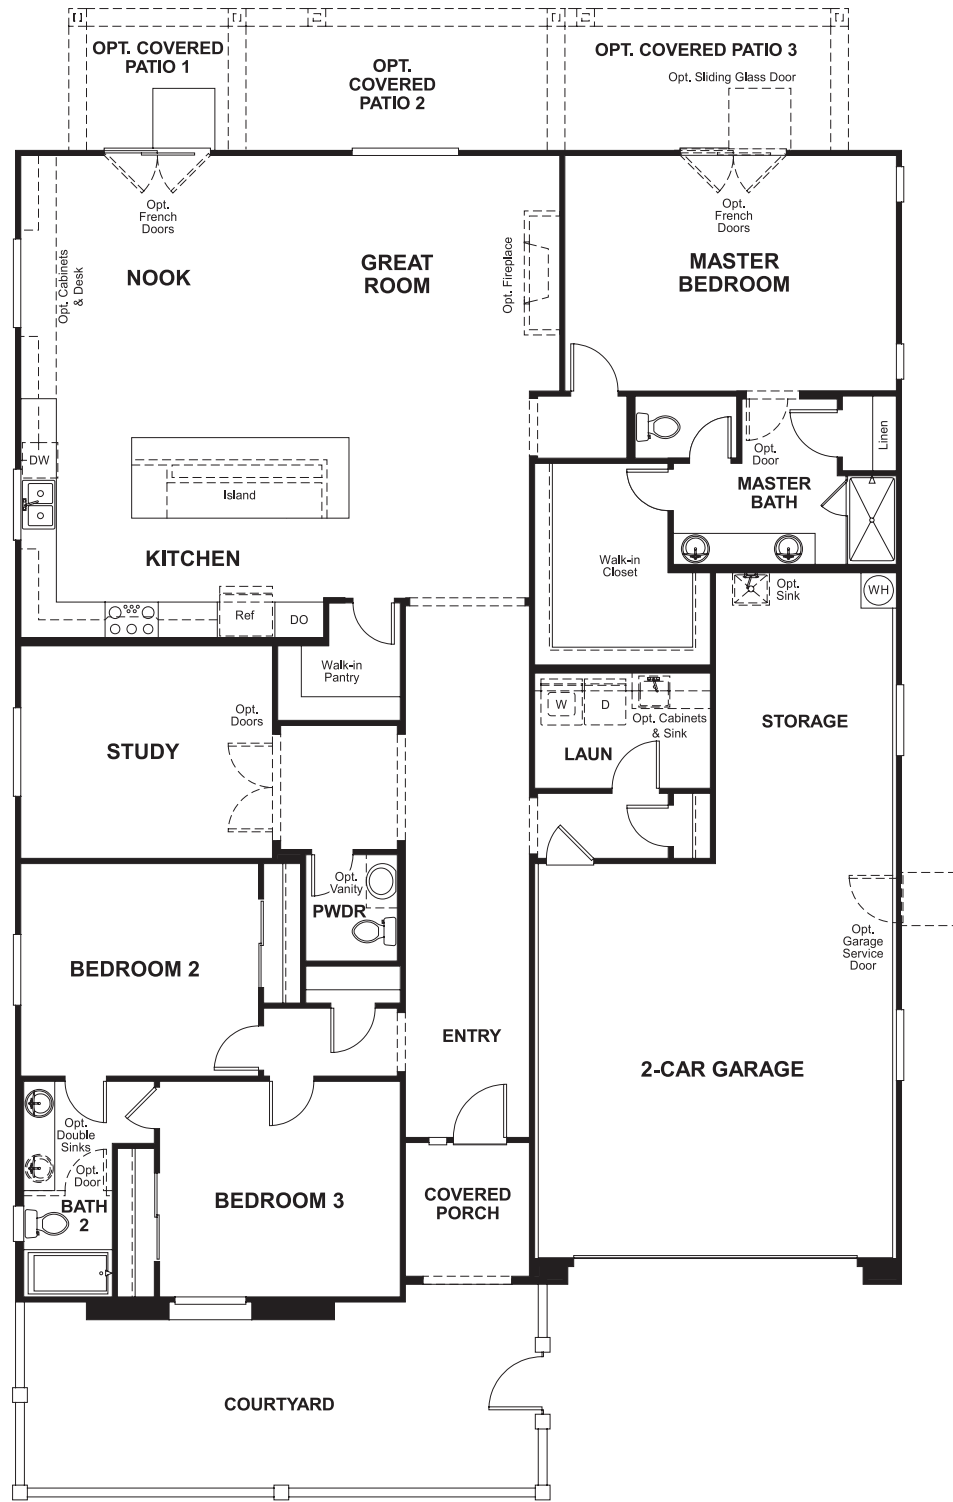 OPT. COVERED
PATIO 1
OPT.
COVERED
PATIO 2
OPT. COVERED PATIO 3
Opt. Sliding Glass Door
Opt.
French
Doors
Opt.
French
Doors
Opt. Cabinets
& Desk
NOOK
GREAT
ROOM
Opt. Fireplace
MASTER
BEDROOM
DW
Island
KITCHEN
Ref
DO
Opt.
Door
Linen
MASTER
BATH
Walk-in
Closet
Opt.
Sink
WH
Walk-in
Pantry
Opt.
Doors
STUDY
W
D
Opt. Cabinets
& Sink
LAUN
STORAGE
Opt.
Vanity
PWDR
Opt.
Garage
Service
Door
BEDROOM 2
ENTRY
2-CAR GARAGE
Opt.
Double
Sinks
Opt.
Door
BATH
2
BEDROOM 3
COVERED
PORCH
COURTYARD